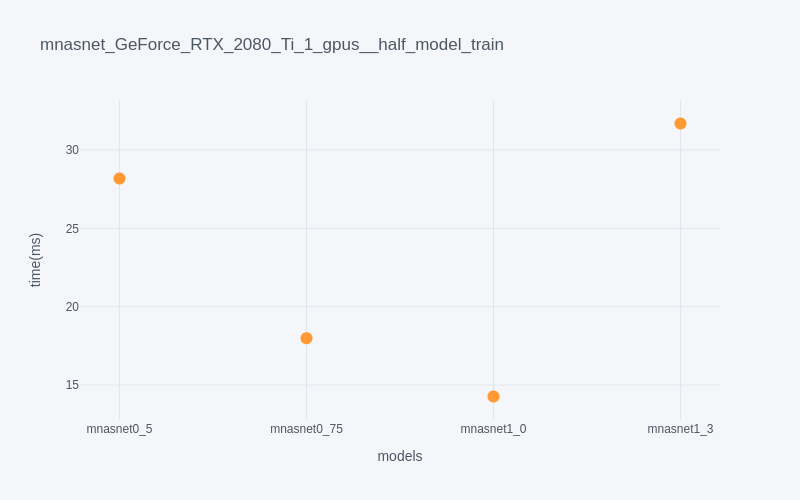 mnasnet_GeForce_RTX_2080_Ti_1_gpus__half_model_train
time(ms)
30
25
20
15
mnasnet0_5
mnasnet0_75
mnasnet1_0
mnasnet1_3
models